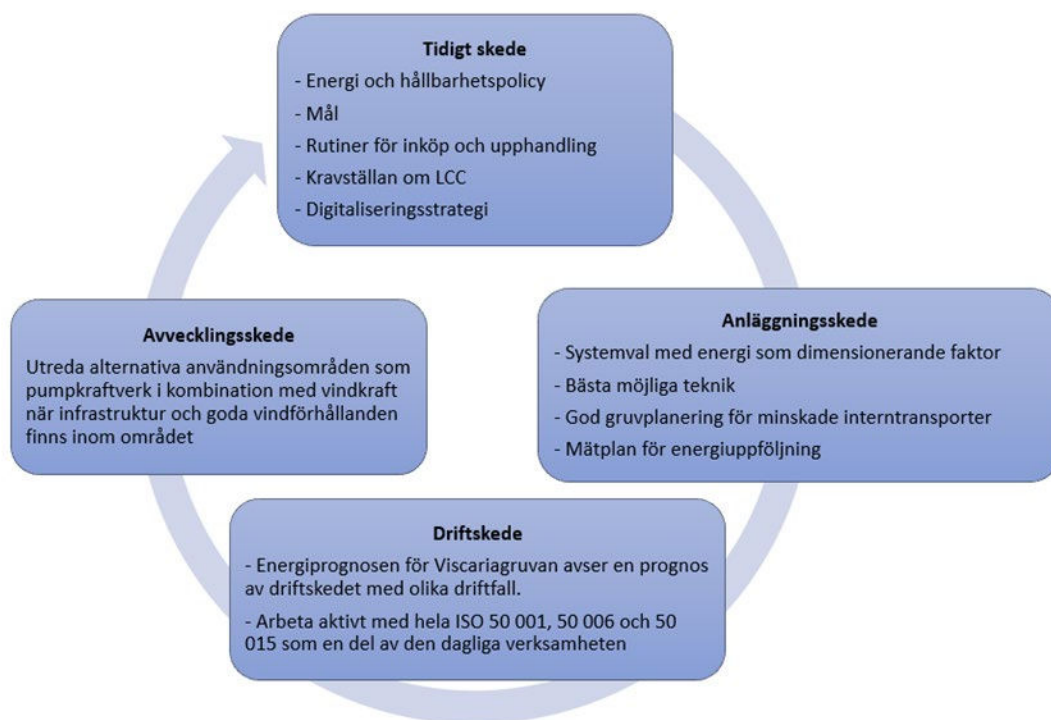 Tidigt skede
- Energi och hållbarhetspolicy
- Mål
- Rutiner för inköp och upphandling
- Kravställan om LCC
- Digitaliseringsstrategi
Anläggningsskede
- Systemval med energi som dimensionerande faktor
- Bästa möjliga teknik
- God gruvplanering för minskade interntransporter
- Mätplan för energiuppföljning
Driftskede
- Energiprognosen för Viscariagruvan avser en prognos
av driftskedet med olika driftfall.
- Arbeta aktivt med hela ISO 50 001, 50 006 och 50
015 som en del av den dagliga verksamheten
Avvecklingsskede
Utreda alternativa användningsområden som
pumpkraftverk i kombination med vindkraft
när infrastruktur och goda vindförhållanden
finns inom området